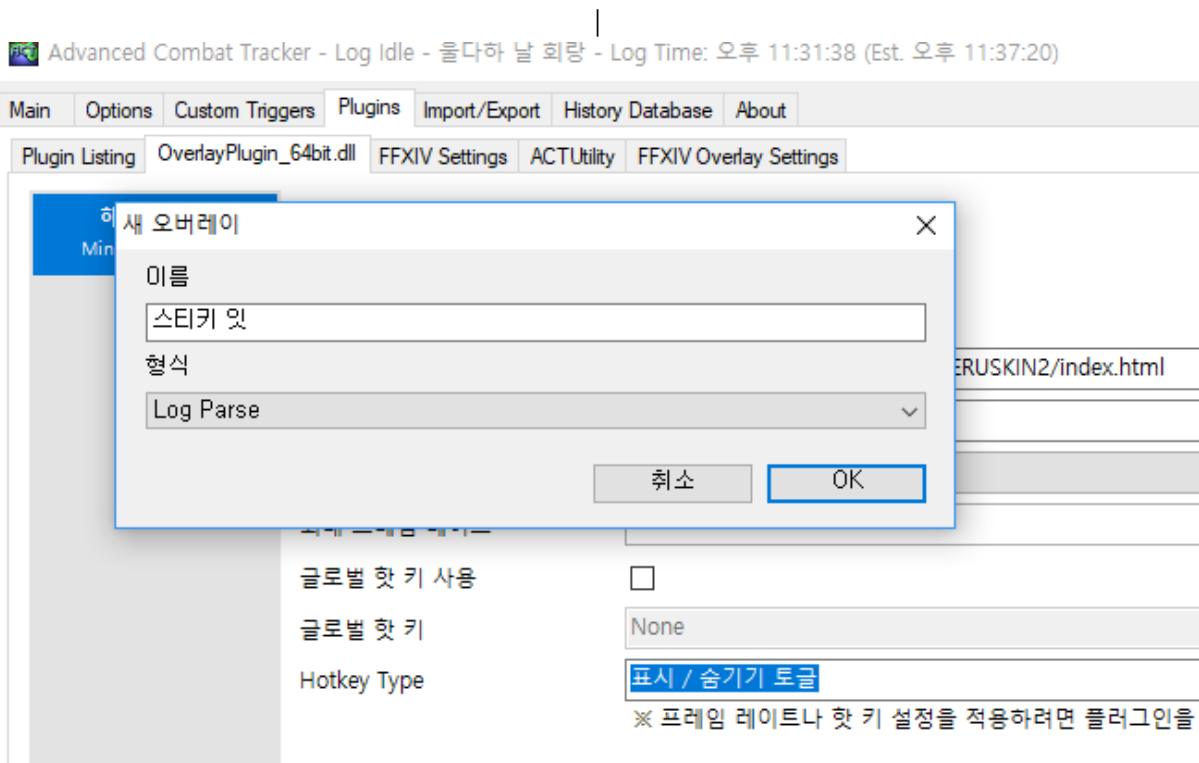 Advanced Combat Tracker - Log Idle - 울다하 날 회랑 - Log Time: 오후 11:31:38 (Est. 오후 11:37:20)
Main Options Custom Triggers Plugins Import/Export History Database About
Plugin Listing OverlayPlugin_64bit.dll FFXIV Settings ACTUtility FFXIV Overlay Settings
새 오버레이
Min
이름
스티키 잇
형식
ERUSKIN2/index.html
Log Parse
취소 OK
글로벌 핫 키 사용
글로벌 핫 키 None
Hotkey Type 표시 / 숨기기 토글
※ 프레임 레이트나 핫 키 설정을 적용하려면 플러그인을